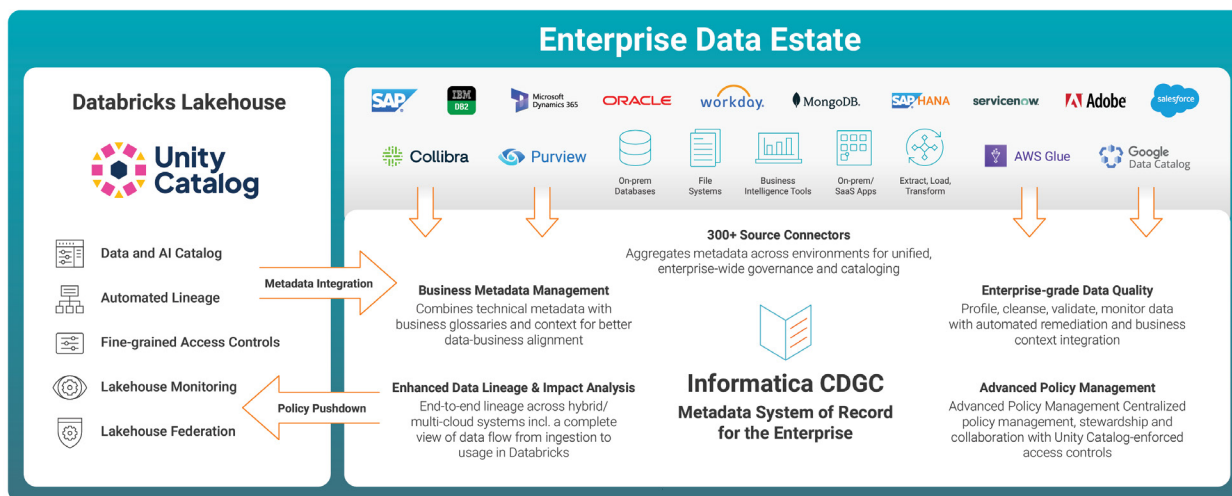 Enterprise Data Estate
Databricks Lakehouse
Unity
Catalog
Data and AI Catalog
Automated Lineage
Fine-grained Access Controls
Lakehouse Monitoring
Lakehouse Federation
Metadata Integration
Policy Pushdown
SAP
IBM
DB2
Microsoft
Dynamics 365
ORACLE
workday.
MongoDB.
SAP HANA
servicenow.
Adobe
salesforce
Collibra
Purview
On-prem
Databases
File
Systems
Business
Intelligence Tools
On-prem/
SaaS Apps
Extract, Load,
Transform
AWS Glue
Google
Data Catalog
300+ Source Connectors
Aggregates metadata across environments for unified,
enterprise-wide governance and cataloging
Business Metadata Management
Combines technical metadata with
business glossaries and context for better
data-business alignment
Enhanced Data Lineage & Impact Analysis
End-to-end lineage across hybrid/
multi-cloud systems incl. a complete
view of data flow from ingestion to
usage in Databricks
Informatica CDGC
Metadata System of Record
for the Enterprise
Enterprise-grade Data Quality
Profile, cleanse, validate, monitor data
with automated remediation and business
context integration
Advanced Policy Management
Advanced Policy Management Centralized
policy management, stewardship and
collaboration with Unity Catalog-enforced
access controls